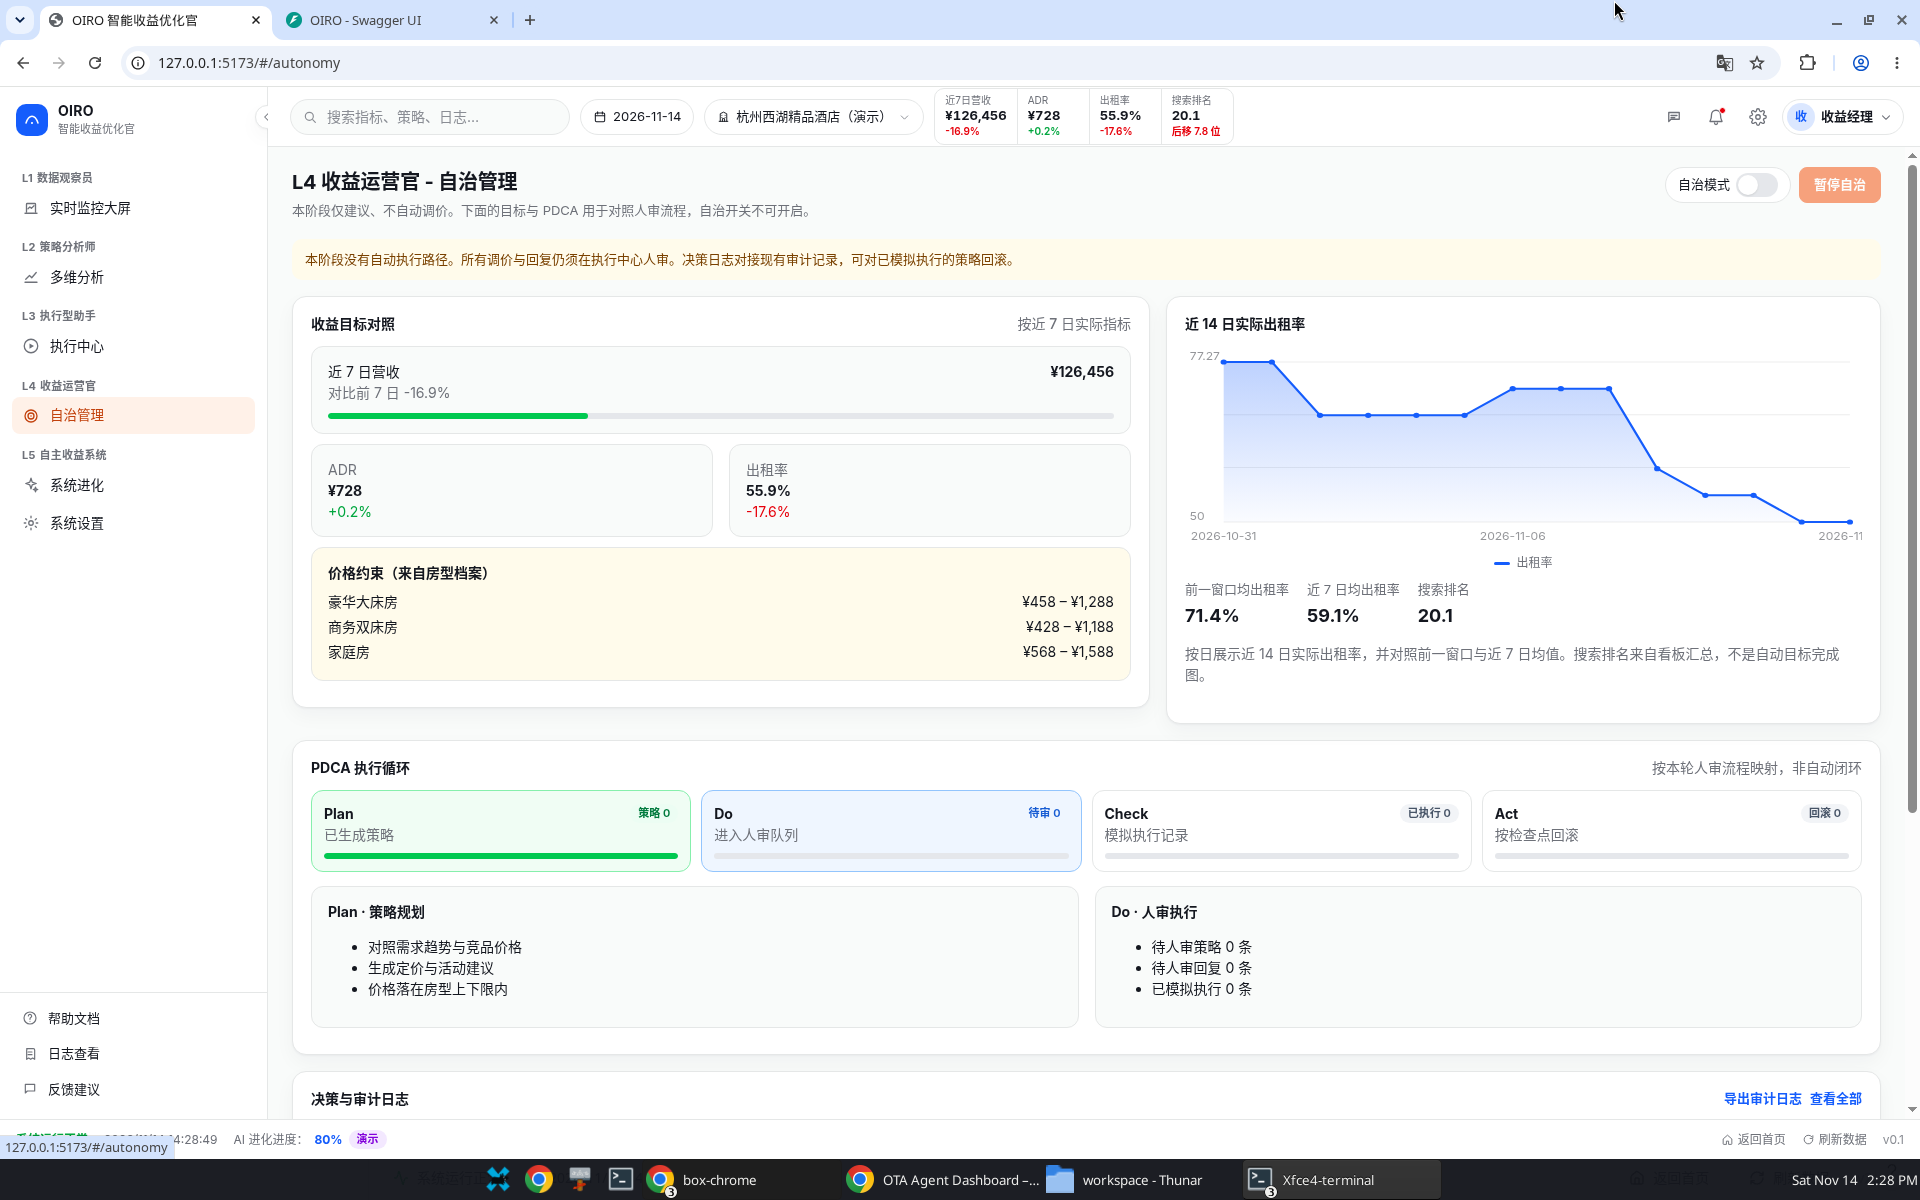 OIRO 智能收益优化官
OIRO - Swagger UI
127.0.0.1:5173/#/autonomy
OIRO
智能收益优化官
搜索指标、策略、日志...
2026-11-14
杭州西湖精品酒店（演示）
近7日营收
¥126,456
-16.9%
ADR
¥728
+0.2%
出租率
55.9%
-17.6%
搜索排名
20.1
后移 7.8 位
收
收益经理
L1 数据观察员
实时监控大屏
L2 策略分析师
多维分析
L3 执行型助手
执行中心
L4 收益运营官
自治管理
L5 自主收益系统
系统进化
系统设置
帮助文档
日志查看
反馈建议
L4 收益运营官 - 自治管理
本阶段仅建议、不自动调价。下面的目标与 PDCA 用于对照人审流程，自治开关不可开启。
自治模式
暂停自治
本阶段没有自动执行路径。所有调价与回复仍须在执行中心人审。决策日志对接现有审计记录，可对已模拟执行的策略回滚。
收益目标对照
按近 7 日实际指标
近 7 日营收
¥126,456
对比前 7 日 -16.9%
ADR
¥728
+0.2%
出租率
55.9%
-17.6%
价格约束（来自房型档案）
豪华大床房
¥458 – ¥1,288
商务双床房
¥428 – ¥1,188
家庭房
¥568 – ¥1,588
近 14 日实际出租率
77.27
50
2026-10-31
2026-11-06
2026-11
出租率
前一窗口均出租率
71.4%
近 7 日均出租率
59.1%
搜索排名
20.1
按日展示近 14 日实际出租率，并对照前一窗口与近 7 日均值。搜索排名来自看板汇总，不是自动目标完成
图。
PDCA 执行循环
按本轮人审流程映射，非自动闭环
Plan
策略 0
已生成策略
Do
待审 0
进入人审队列
Check
已执行 0
模拟执行记录
Act
回滚 0
按检查点回滚
Plan · 策略规划
对照需求趋势与竞品价格
生成定价与活动建议
价格落在房型上下限内
Do · 人审执行
待人审策略 0 条
待人审回复 0 条
已模拟执行 0 条
决策与审计日志
导出审计日志
查看全部
4:28:49
AI 进化进度：
80%
演示
返回首页
刷新数据
v0.1
127.0.0.1:5173/#/autonomy
3
box-chrome
OTA Agent Dashboard –...
workspace - Thunar
3
Xfce4-terminal
Sat Nov 14
2:28 PM